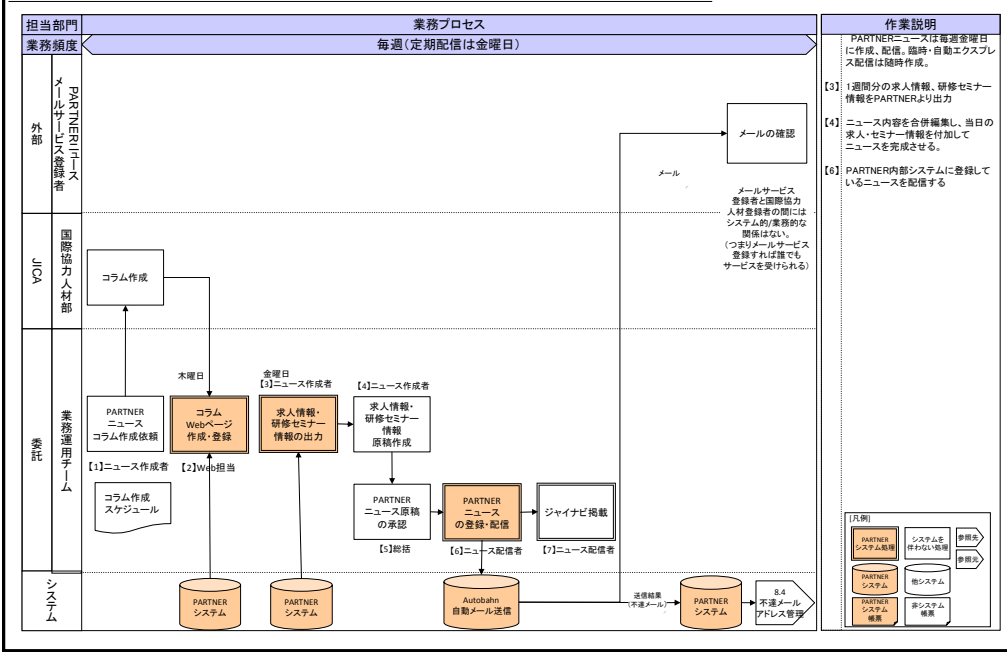 担当部門
業務プロセス
作業説明
業務頻度
毎週（定期配信は金曜日）
外部
PARTNERニュース
メールサービス登録者
メールの確認
メール
メールサービス
登録者と国際協力
人材登録者の間には
システム的/業務的な
関係はない。
(つまりメールサービス
登録すれば誰でも
サービスを受けられる)
JICA
国際協力人材部
コラム作成
委託
業務運用チーム
木曜日
金曜日
【3】ニュース作成者
【4】ニュース作成者
PARTNER
ニュース
コラム作成依頼
コラム
Webページ
作成・登録
求人情報・
研修セミナー
情報の出力
求人情報・
研修セミナー
情報
原稿作成
【1】ニュース作成者
【2】Web担当
コラム作成
スケジュール
PARTNER
ニュース原稿
の承認
PARTNER
ニュース
の登録・配信
ジャイナビ掲載
【5】総括
【6】ニュース配信者
【7】ニュース配信者
システム
PARTNER
システム
PARTNER
システム
Autobahn
自動メール送信
送信結果
(不達メール)
PARTNER
システム
8.4
不達メール
アドレス管理
PARTNERニュースは毎週金曜日
に作成、配信。臨時・自動エクスプレ
ス配信は随時作成。
【3】 1週間分の求人情報、研修セミナー
情報をPARTNERより出力
【4】 ニュース内容を合併編集し、当日の
求人・セミナー情報を付加して
ニュースを完成させる。
【6】 PARTNER内部システムに登録して
いるニュースを配信する
[凡例]
PARTNER
システム処理
システムを
伴わない処理
参照先
参照元
PARTNER
システム
他システム
PARTNER
システム
帳票
非システム
帳票